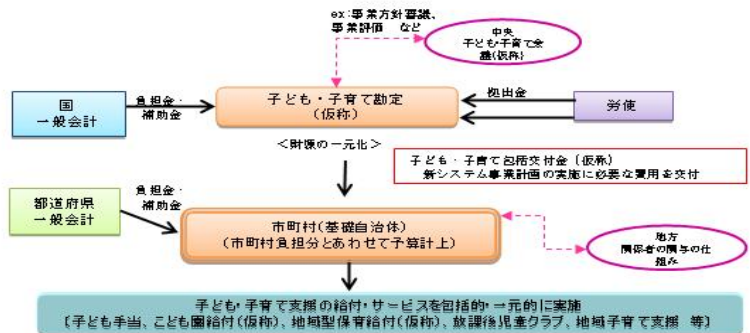 ex:事業方針審議、
事業評価 など
中央
子ども・子育て会
議(仮称)
国
一般会計
負担金・
補助金
子ども・子育て勘定
(仮称)
拠出金
労使
<財源の一元化>
子ども・子育て包括交付金(仮称)
新システム事業計画の実施に必要な費用を交付
都道府県
一般会計
負担金・
補助金
市町村(基礎自治体)
(市町村負担分とあわせて予算計上)
地方
関係者の関与の仕
組み
子ども・子育て支援の給付・サービスを包括的・一元的に実施
(子ども手当、こども園給付(仮称)、地域型保育給付(仮称)、放課後児童クラブ、地域子育て支援 等)